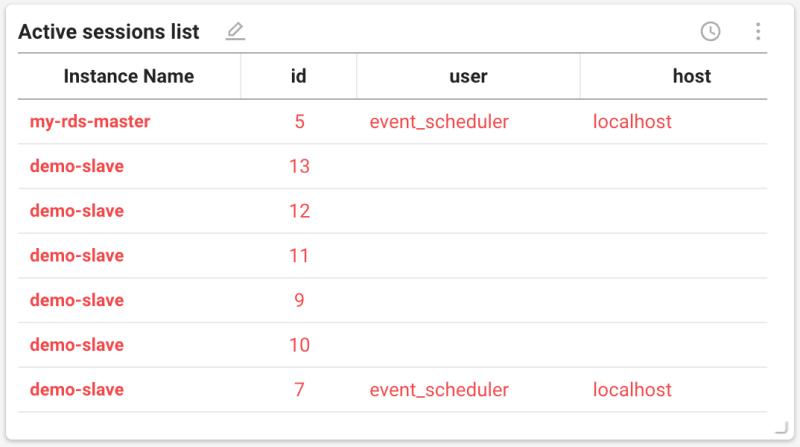 Active sessions list
Instance Name id user host
my-rds-master 5 event_scheduler localhost
demo-slave 13
demo-slave 12
demo-slave 11
demo-slave 9
demo-slave 10
demo-slave 7 event_scheduler localhost